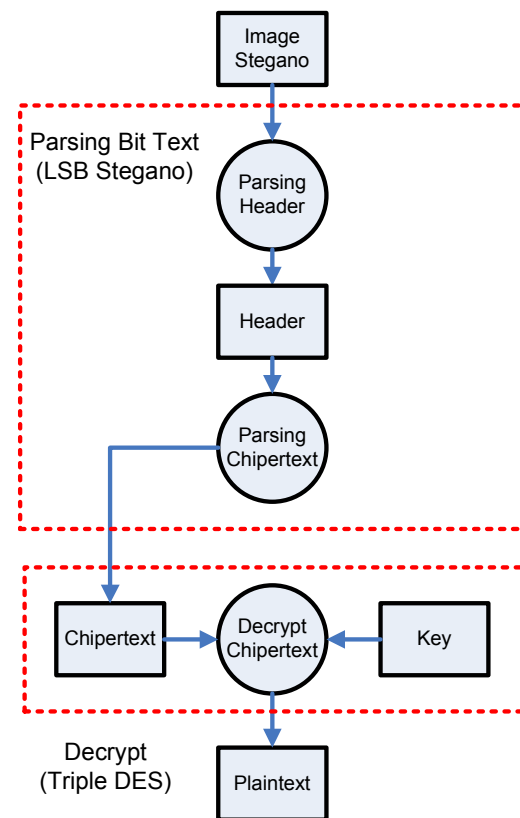 Image
Stegano
Parsing Bit Text
(LSB Stegano)
Parsing
Header
Header
Parsing
Chipertext
Chipertext
Decrypt
Chipertext
Key
Decrypt
(Triple DES)
Plaintext